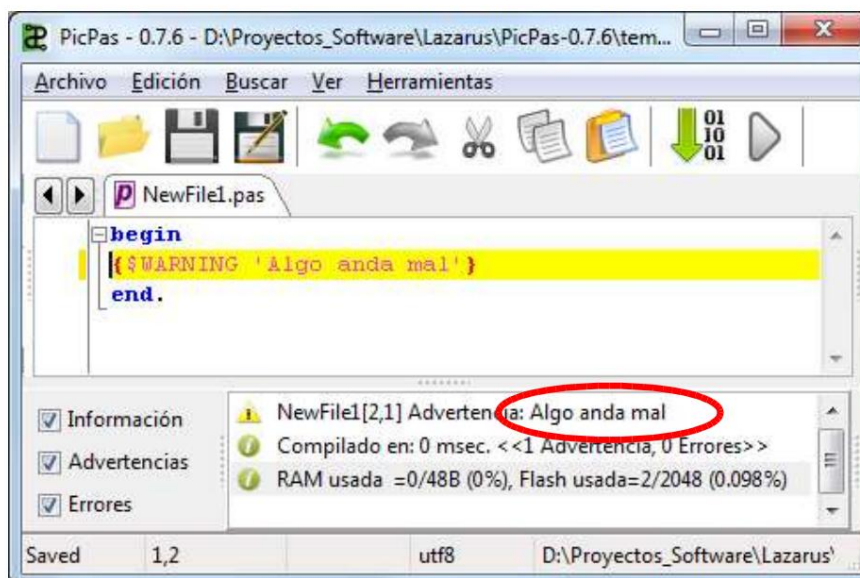 PicPas - 0.7.6 - D:\Proyectos_Software\Lazarus\PicPas-0.7.6\tem...
Archivo Edición Buscar Ver Herramientas
01
10
01
NewFile1.pas
begin
{$WARNING 'Algo anda mal'}
end.
Información
Advertencias
Errores
NewFile1[2,1] Advertencia: Algo anda mal
Compilado en: 0 msec. <<1 Advertencia, 0 Errores>>
RAM usada =0/48B (0%), Flash usada=2/2048 (0.098%)
Saved 1,2 utf8 D:\Proyectos_Software\Lazarus\